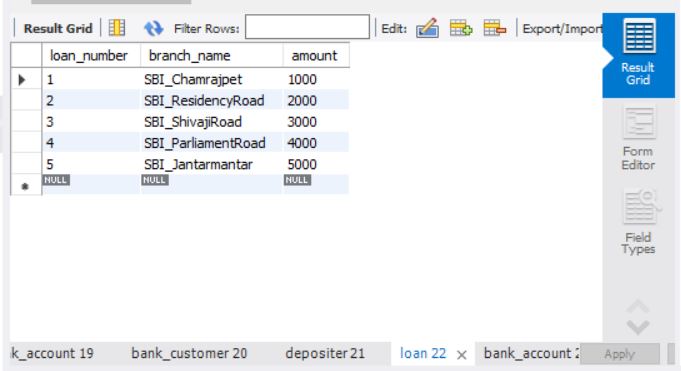 Result Grid Filter Rows: Edit: Export/Import
loan_number branch_name amount
1 SBI_Chamrajpet 1000
2 SBI_ResidencyRoad 2000
3 SBI_ShivajiRoad 3000
4 SBI_ParliamentRoad 4000
5 SBI_Jantarmantar 5000
NULL NULL NULL
Result
Grid
Form
Editor
Field
Types
k_account 19 bank_customer 20 depositer 21 loan 22 bank_account 2 Apply